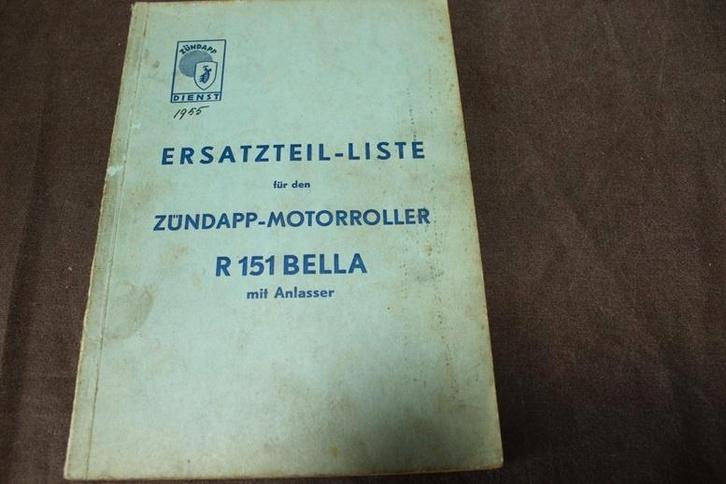 ZÜNDAPP
DIENST
1955
ERSATZTEIL-LISTE
für den
ZÜNDAPP-MOTORROLLER
R 151 BELLA
mit Anlasser